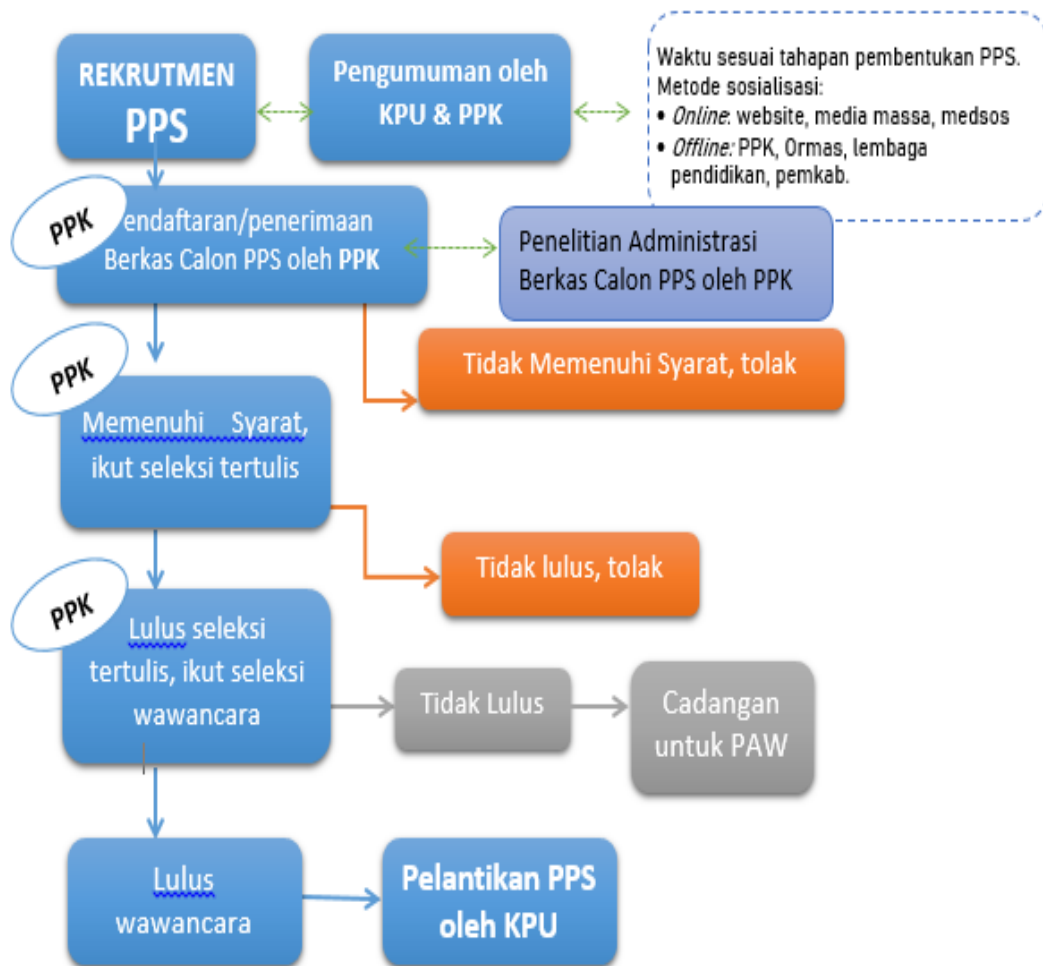 REKRUTMEN
PPS
Pengumuman oleh
KPU & PPK
Waktu sesuai tahapan pembentukan PPS.
Metode sosialisasi:
• Online: website, media massa, medsos
• Offline: PPK, Ormas, lembaga
pendidikan, pemkab.
PPK
endaftaran/penerimaan
Berkas Calon PPS oleh PPK
Penelitian Administrasi
Berkas Calon PPS oleh PPK
Tidak Memenuhi Syarat, tolak
PPK
Memenuhi Syarat,
ikut seleksi tertulis
Tidak lulus, tolak
PPK
Lulus seleksi
tertulis, ikut seleksi
wawancara
Tidak Lulus
Cadangan
untuk PAW
Lulus
wawancara
Pelantikan PPS
oleh KPU